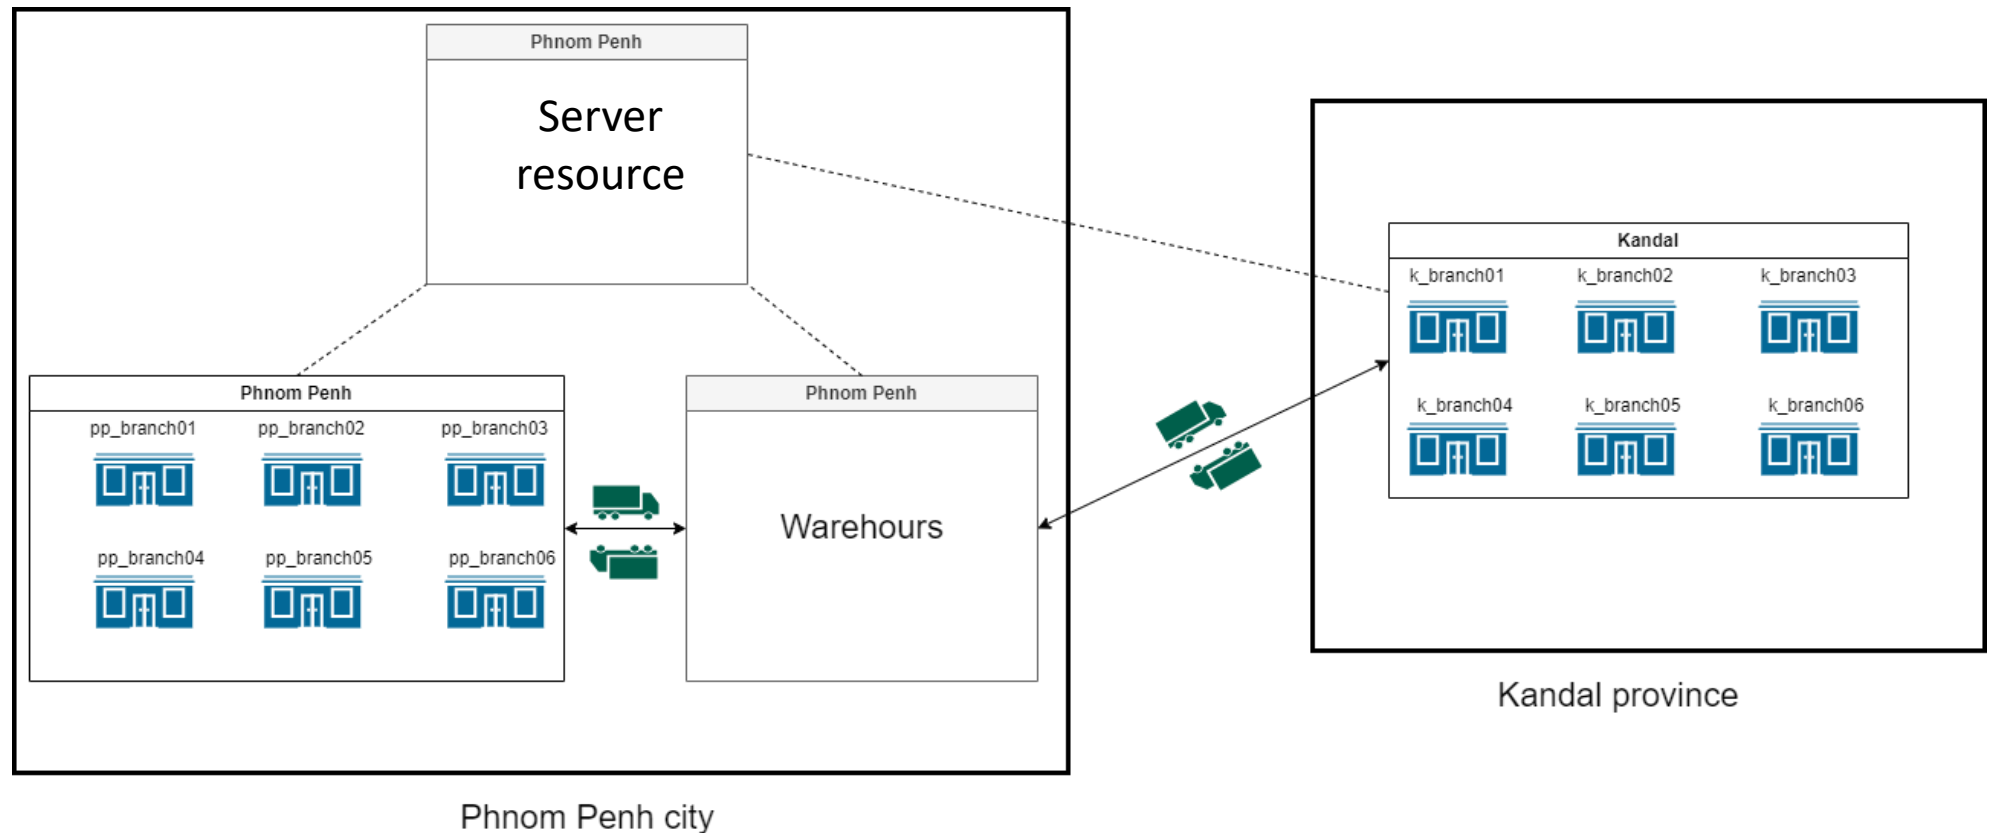 Phnom Penh
Server
resource
Kandal
k_branch01 k_branch02 k_branch03
k_branch04 k_branch05 k_branch06
Phnom Penh
pp_branch01 pp_branch02 pp_branch03
pp_branch04 pp_branch05 pp_branch06
Phnom Penh
Warehours
Kandal province
Phnom Penh city